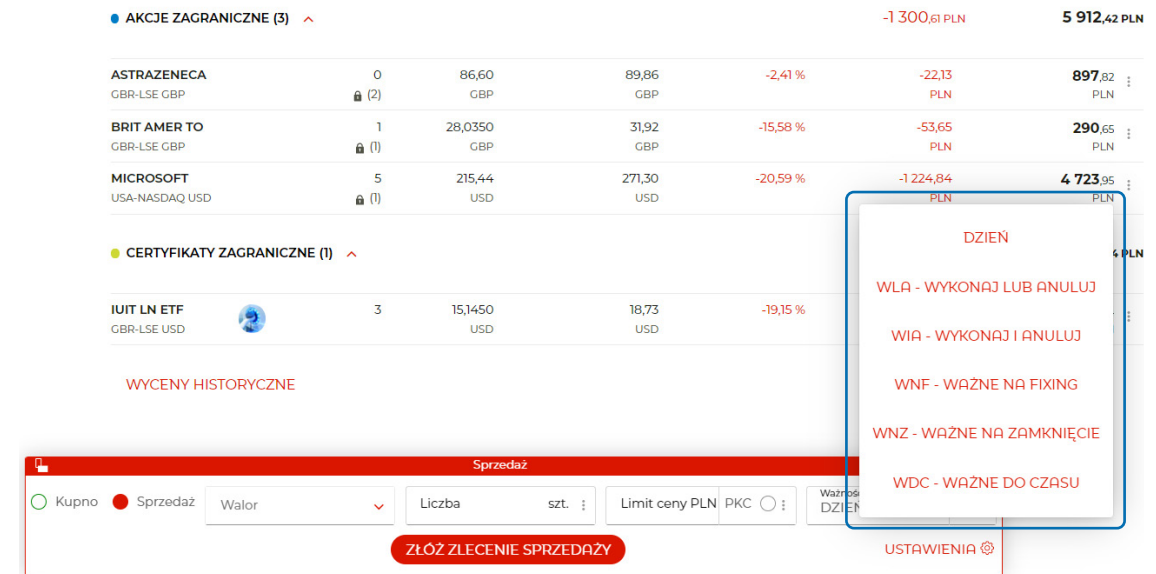 AKCJE ZAGRANICZNE (3) -1 300,61 PLN 5 912,42 PLN
ASTRAZENECA 0 86,60 89,86 -2,41 % -22,13 897,82
GBR-LSE GBP (2) GBP GBP PLN PLN
BRIT AMER TO 1 28,0350 31,92 -15,58 % -53,65 290,65
GBR-LSE GBP (1) GBP GBP PLN PLN
MICROSOFT 5 215,44 271,30 -20,59 % -1 224,84 4 723,95
USA-NASDAQ USD (1) USD USD PLN PLN
DZIEŃ
CERTYFIKATY ZAGRANICZNE (1) 4 PLN
WLA - WYKONAJ LUB ANULUJ
IUIT LN ETF 3 15,1450 18,73 -19,15 %
GBR-LSE USD USD USD
WIA - WYKONAJ I ANULUJ
WYCENY HISTORYCZNE
WNF - WAŻNE NA FIXING
WNZ - WAŻNE NA ZAMKNIĘCIE
WDC - WAŻNE DO CZASU
Sprzedaż
Kupno Sprzedaż Walor Liczba szt. Limit ceny PLN PKC
DZIEŃ
ZŁÓŻ ZLECENIE SPRZEDAŻY USTAWIENIA